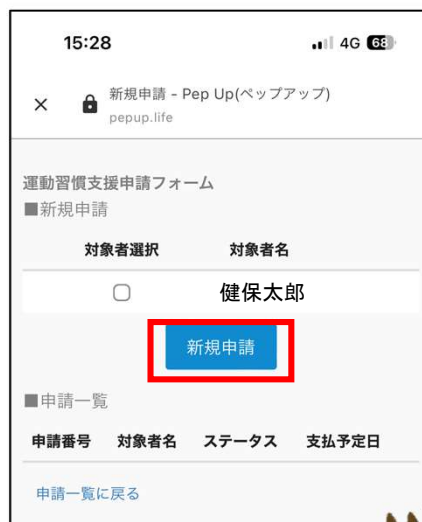 15:28 4G 68
× 新規申請 - Pep Up(ペップアップ)
pepup.life
運動習慣支援申請フォーム
■新規申請
対象者選択 対象者名
健保太郎
新規申請
■申請一覧
申請番号 対象者名 ステータス 支払予定日
申請一覧に戻る